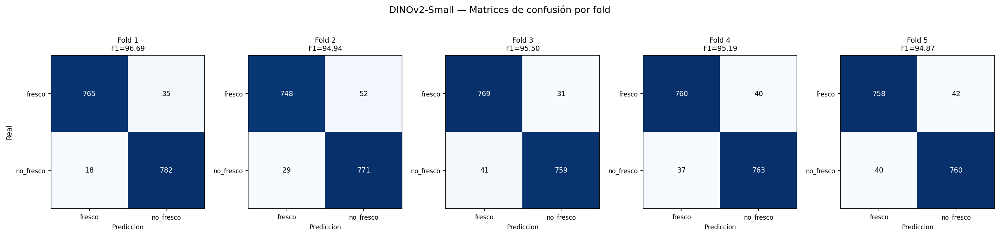 DINOv2-Small — Matrices de confusión por fold
Fold 1
F1=96.69
Real
fresco
no_fresco
765
35
18
782
fresco
no_fresco
Prediccion
Fold 2
F1=94.94
fresco
no_fresco
748
52
29
771
fresco
no_fresco
Prediccion
Fold 3
F1=95.50
fresco
no_fresco
769
31
41
759
fresco
no_fresco
Prediccion
Fold 4
F1=95.19
fresco
no_fresco
760
40
37
763
fresco
no_fresco
Prediccion
Fold 5
F1=94.87
fresco
no_fresco
758
42
40
760
fresco
no_fresco
Prediccion